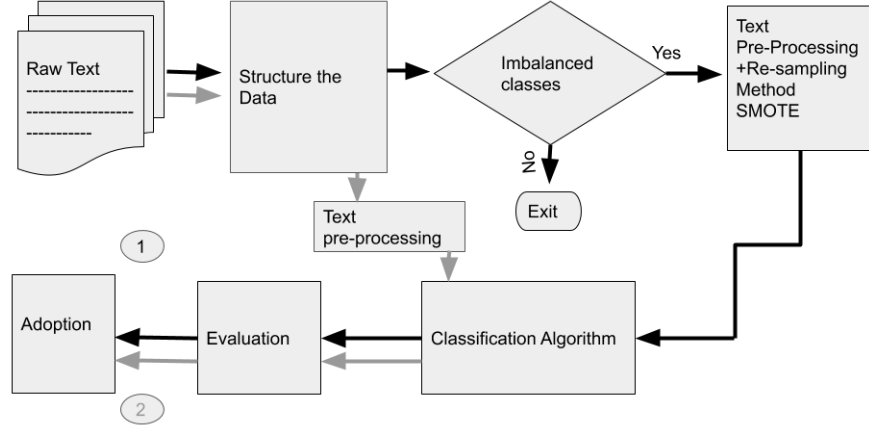 Raw Text
--------------------
--------------------
------------
Structure the
Data
Imbalanced
classes
Yes
Text
Pre-Processing
+Re-sampling
Method
SMOTE
No
Exit
Text
pre-processing
1
Adoption
Evaluation
Classification Algorithm
2